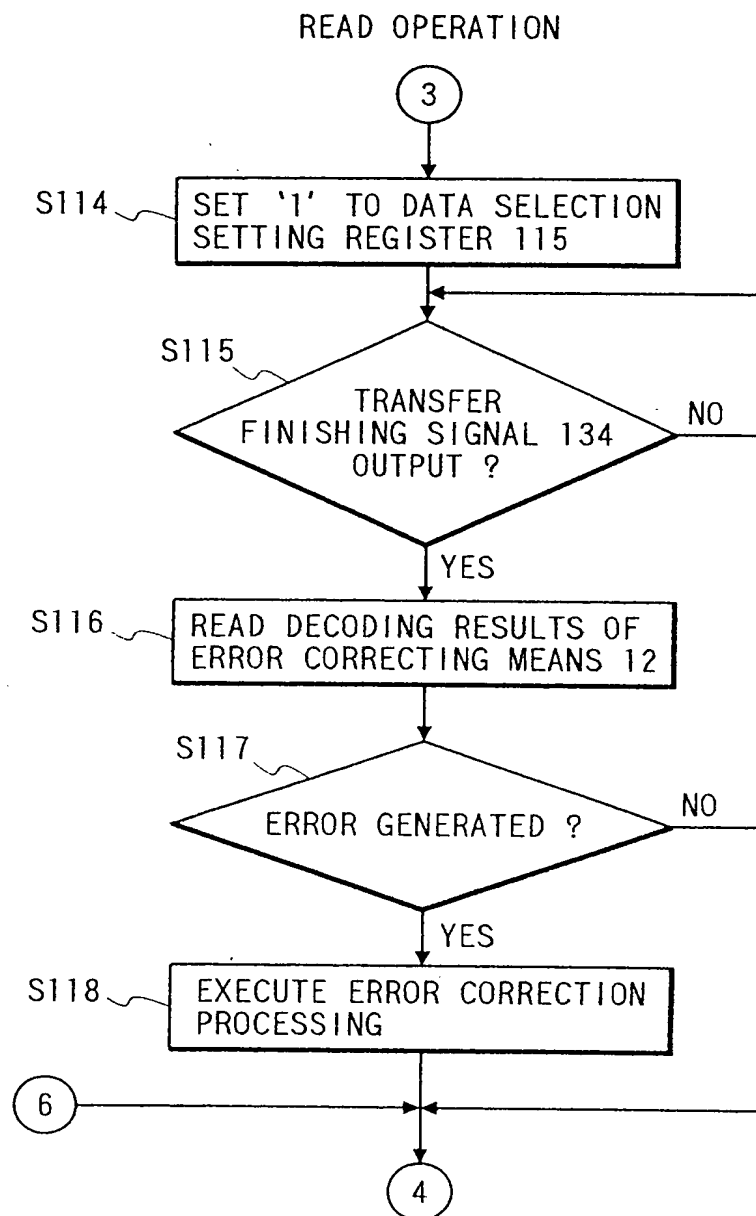 READ OPERATION
3
S114
SET '1' TO DATA SELECTION
SETTING REGISTER 115
S115
TRANSFER
FINISHING SIGNAL 134
OUTPUT ?
NO
YES
S116
READ DECODING RESULTS OF
ERROR CORRECTING MEANS 12
S117
ERROR GENERATED ?
NO
YES
S118
EXECUTE ERROR CORRECTION
PROCESSING
6
4